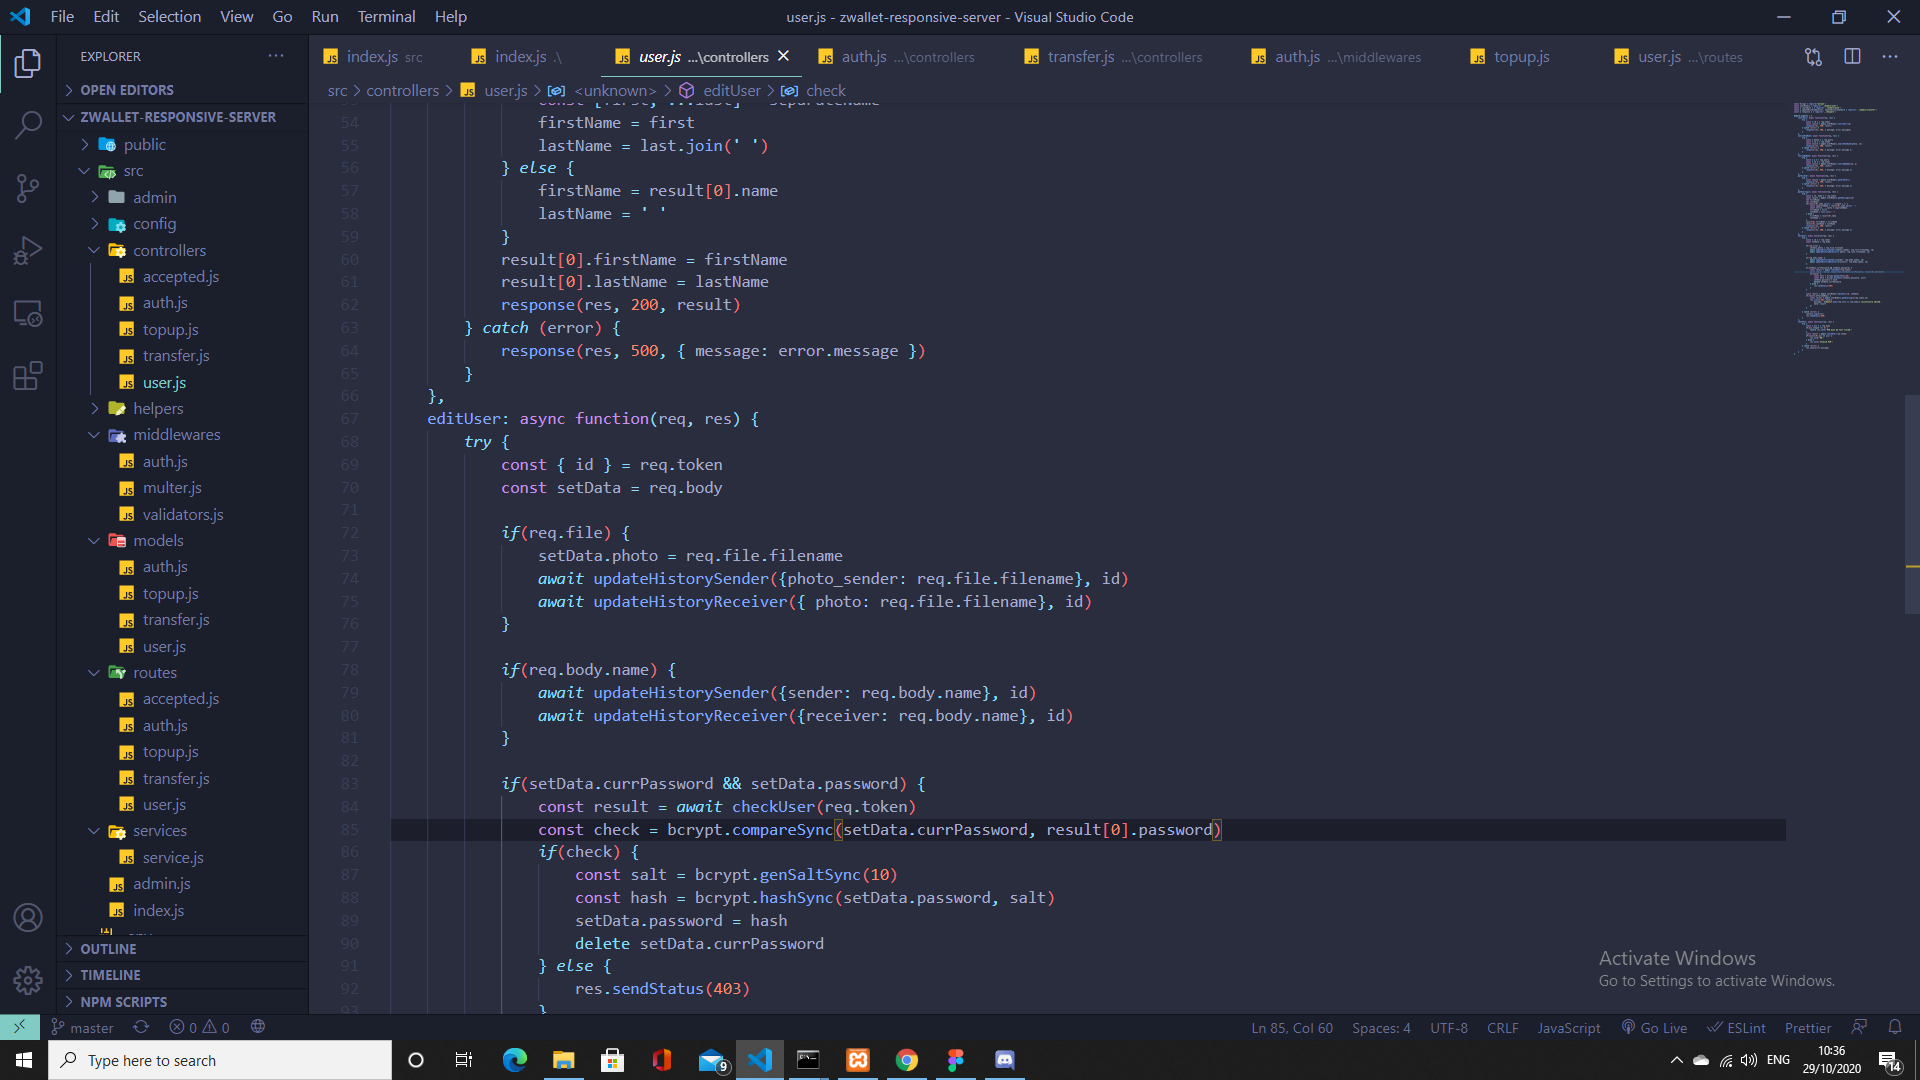 File Edit Selection View Go Run Terminal Help
user.js - zwallet-responsive-server - Visual Studio Code
EXPLORER
index.js src
index.js .\
user.js ...\controllers
auth.js ...\controllers
transfer.js ...\controllers
auth.js ...\middlewares
topup.js
user.js ...\routes
src > controllers > user.js > <unknown> > editUser > check
OPEN EDITORS
ZWALLET-RESPONSIVE-SERVER
public
src
admin
config
controllers
accepted.js
auth.js
topup.js
transfer.js
user.js
helpers
middlewares
auth.js
multer.js
validators.js
models
auth.js
topup.js
transfer.js
user.js
routes
accepted.js
auth.js
topup.js
transfer.js
user.js
services
service.js
admin.js
index.js
.env
OUTLINE
TIMELINE
NPM SCRIPTS
53 const [first, ...last] = separateName
54 firstName = first
55 lastName = last.join(' ')
56 } else {
57 firstName = result[0].name
58 lastName = ' '
59 }
60 result[0].firstName = firstName
61 result[0].lastName = lastName
62 response(res, 200, result)
63 } catch (error) {
64 response(res, 500, { message: error.message })
65 }
66 },
67 editUser: async function(req, res) {
68 try {
69 const { id } = req.token
70 const setData = req.body
71
72 if(req.file) {
73 setData.photo = req.file.filename
74 await updateHistorySender({photo_sender: req.file.filename}, id)
75 await updateHistoryReceiver({ photo: req.file.filename}, id)
76 }
77
78 if(req.body.name) {
79 await updateHistorySender({sender: req.body.name}, id)
80 await updateHistoryReceiver({receiver: req.body.name}, id)
81 }
82
83 if(setData.currPassword && setData.password) {
84 const result = await checkUser(req.token)
85 const check = bcrypt.compareSync(setData.currPassword, result[0].password)
86 if(check) {
87 const salt = bcrypt.genSaltSync(10)
88 const hash = bcrypt.hashSync(setData.password, salt)
89 setData.password = hash
90 delete setData.currPassword
91 } else {
92 res.sendStatus(403)
93 }
Activate Windows
Go to Settings to activate Windows.
master 0 0
Ln 85, Col 60 Spaces: 4 UTF-8 CRLF JavaScript Go Live ESLint Prettier
Type here to search
9
ENG
10:36
29/10/2020
14